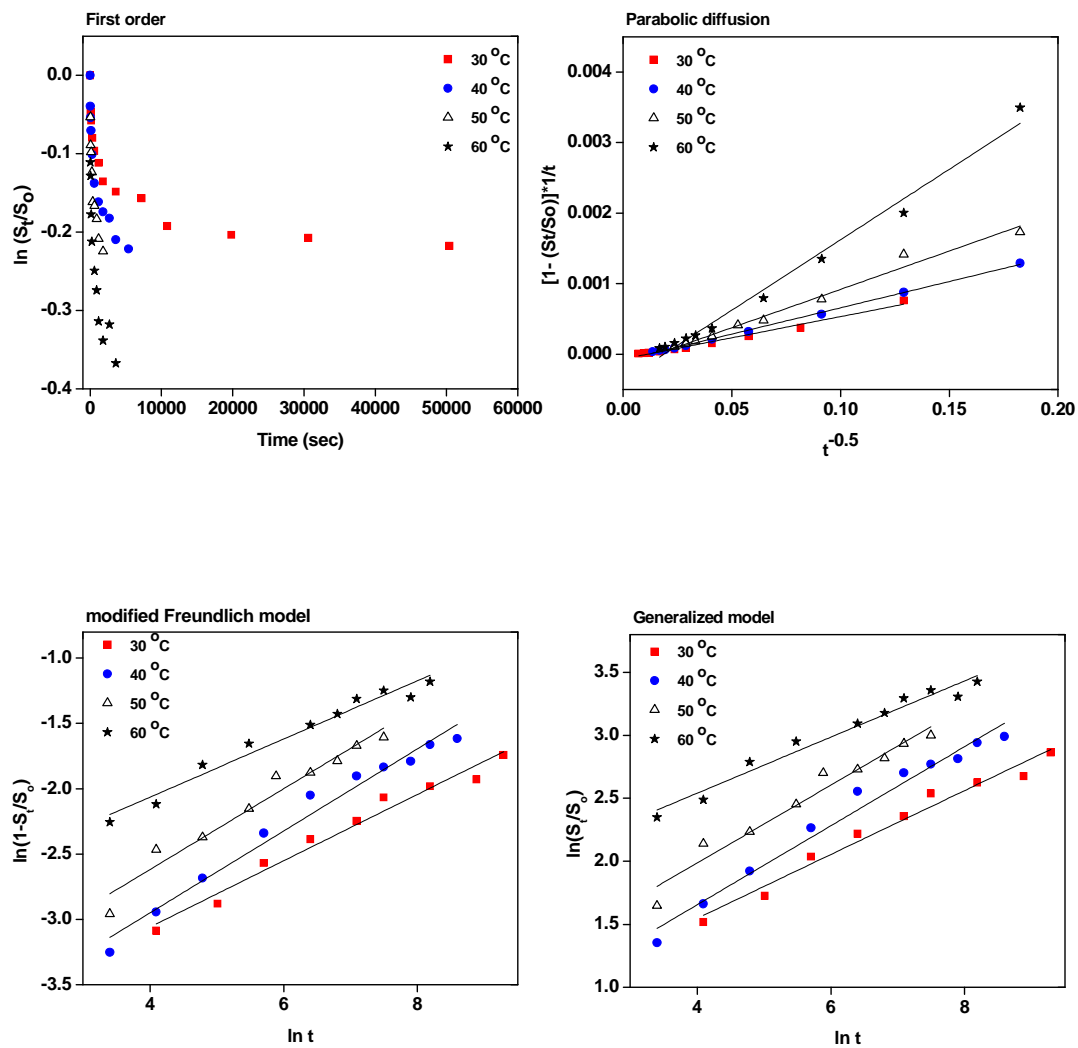 First order
30 °C
40 °C
50 °C
60 °C
0.0
-0.1
-0.2
-0.3
-0.4
ln (St/So)
0 10000 20000 30000 40000 50000 60000
Time (sec)
Parabolic diffusion
30 °C
40 °C
50 °C
60 °C
0.004
0.003
0.002
0.001
0.000
[1- (St/So)]*1/t
0.00 0.05 0.10 0.15 0.20
t-0.5
modified Freundlich model
30 °C
40 °C
50 °C
60 °C
-1.0
-1.5
-2.0
-2.5
-3.0
-3.5
ln(1-St/So)
4 6 8
ln t
Generalized model
30 °C
40 °C
50 °C
60 °C
3.5
3.0
2.5
2.0
1.5
1.0
ln(St/So)
4 6 8
ln t